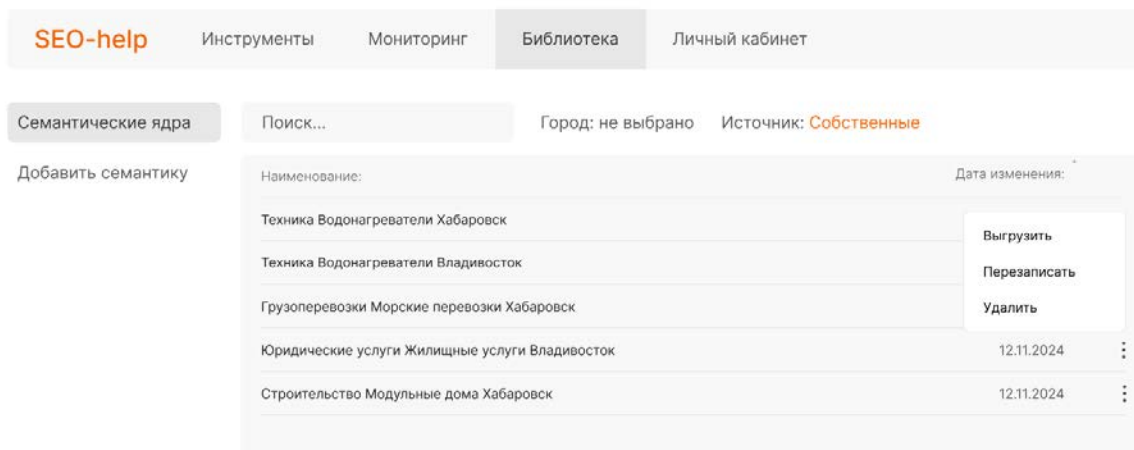 SEO-help Инструменты Мониторинг Библиотека Личный кабинет
Семантические ядра Поиск... Город: не выбрано Источник: Собственные
Добавить семантику Наименование: Дата изменения:
Техника Водонагреватели Хабаровск
Выгрузить
Техника Водонагреватели Владивосток
Перезаписать
Грузоперевозки Морские перевозки Хабаровск Удалить
Юридические услуги Жилищные услуги Владивосток 12.11.2024
Строительство Модульные дома Хабаровск 12.11.2024